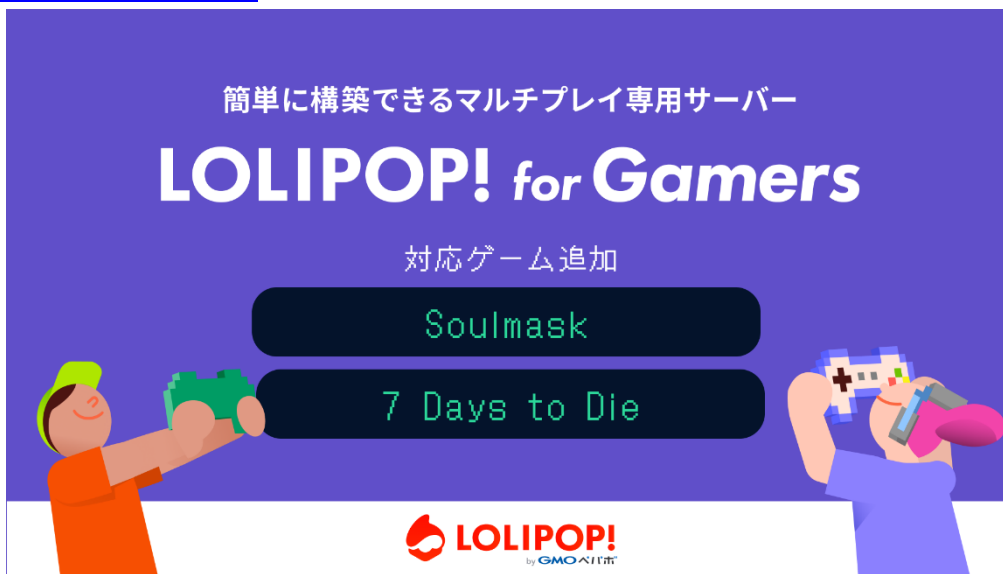 簡単に構築できるマルチプレイ専用サーバー
LOLIPOP! for Gamers
対応ゲーム追加
Soulmask
7 Days to Die
LOLIPOP!
by GMOペパボ